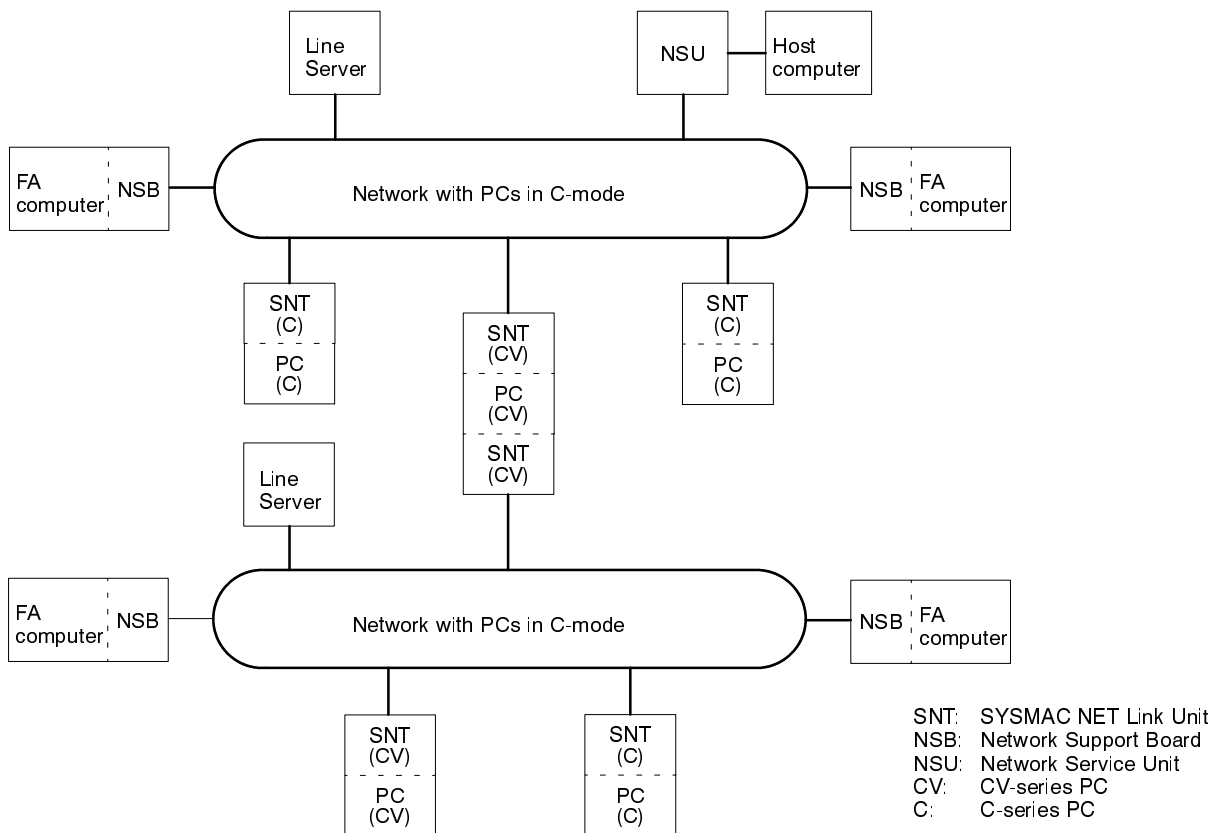 Line
Server
NSU
Host
computer
FA
computer
NSB
Network with PCs in C-mode
NSB
FA
computer
SNT
(C)
PC
(C)
SNT
(CV)
PC
(CV)
SNT
(CV)
SNT
(C)
PC
(C)
Line
Server
FA
computer
NSB
Network with PCs in C-mode
NSB
FA
computer
SNT
(CV)
PC
(CV)
SNT
(C)
PC
(C)
SNT: SYSMAC NET Link Unit
NSB: Network Support Board
NSU: Network Service Unit
CV: CV-series PC
C: C-series PC